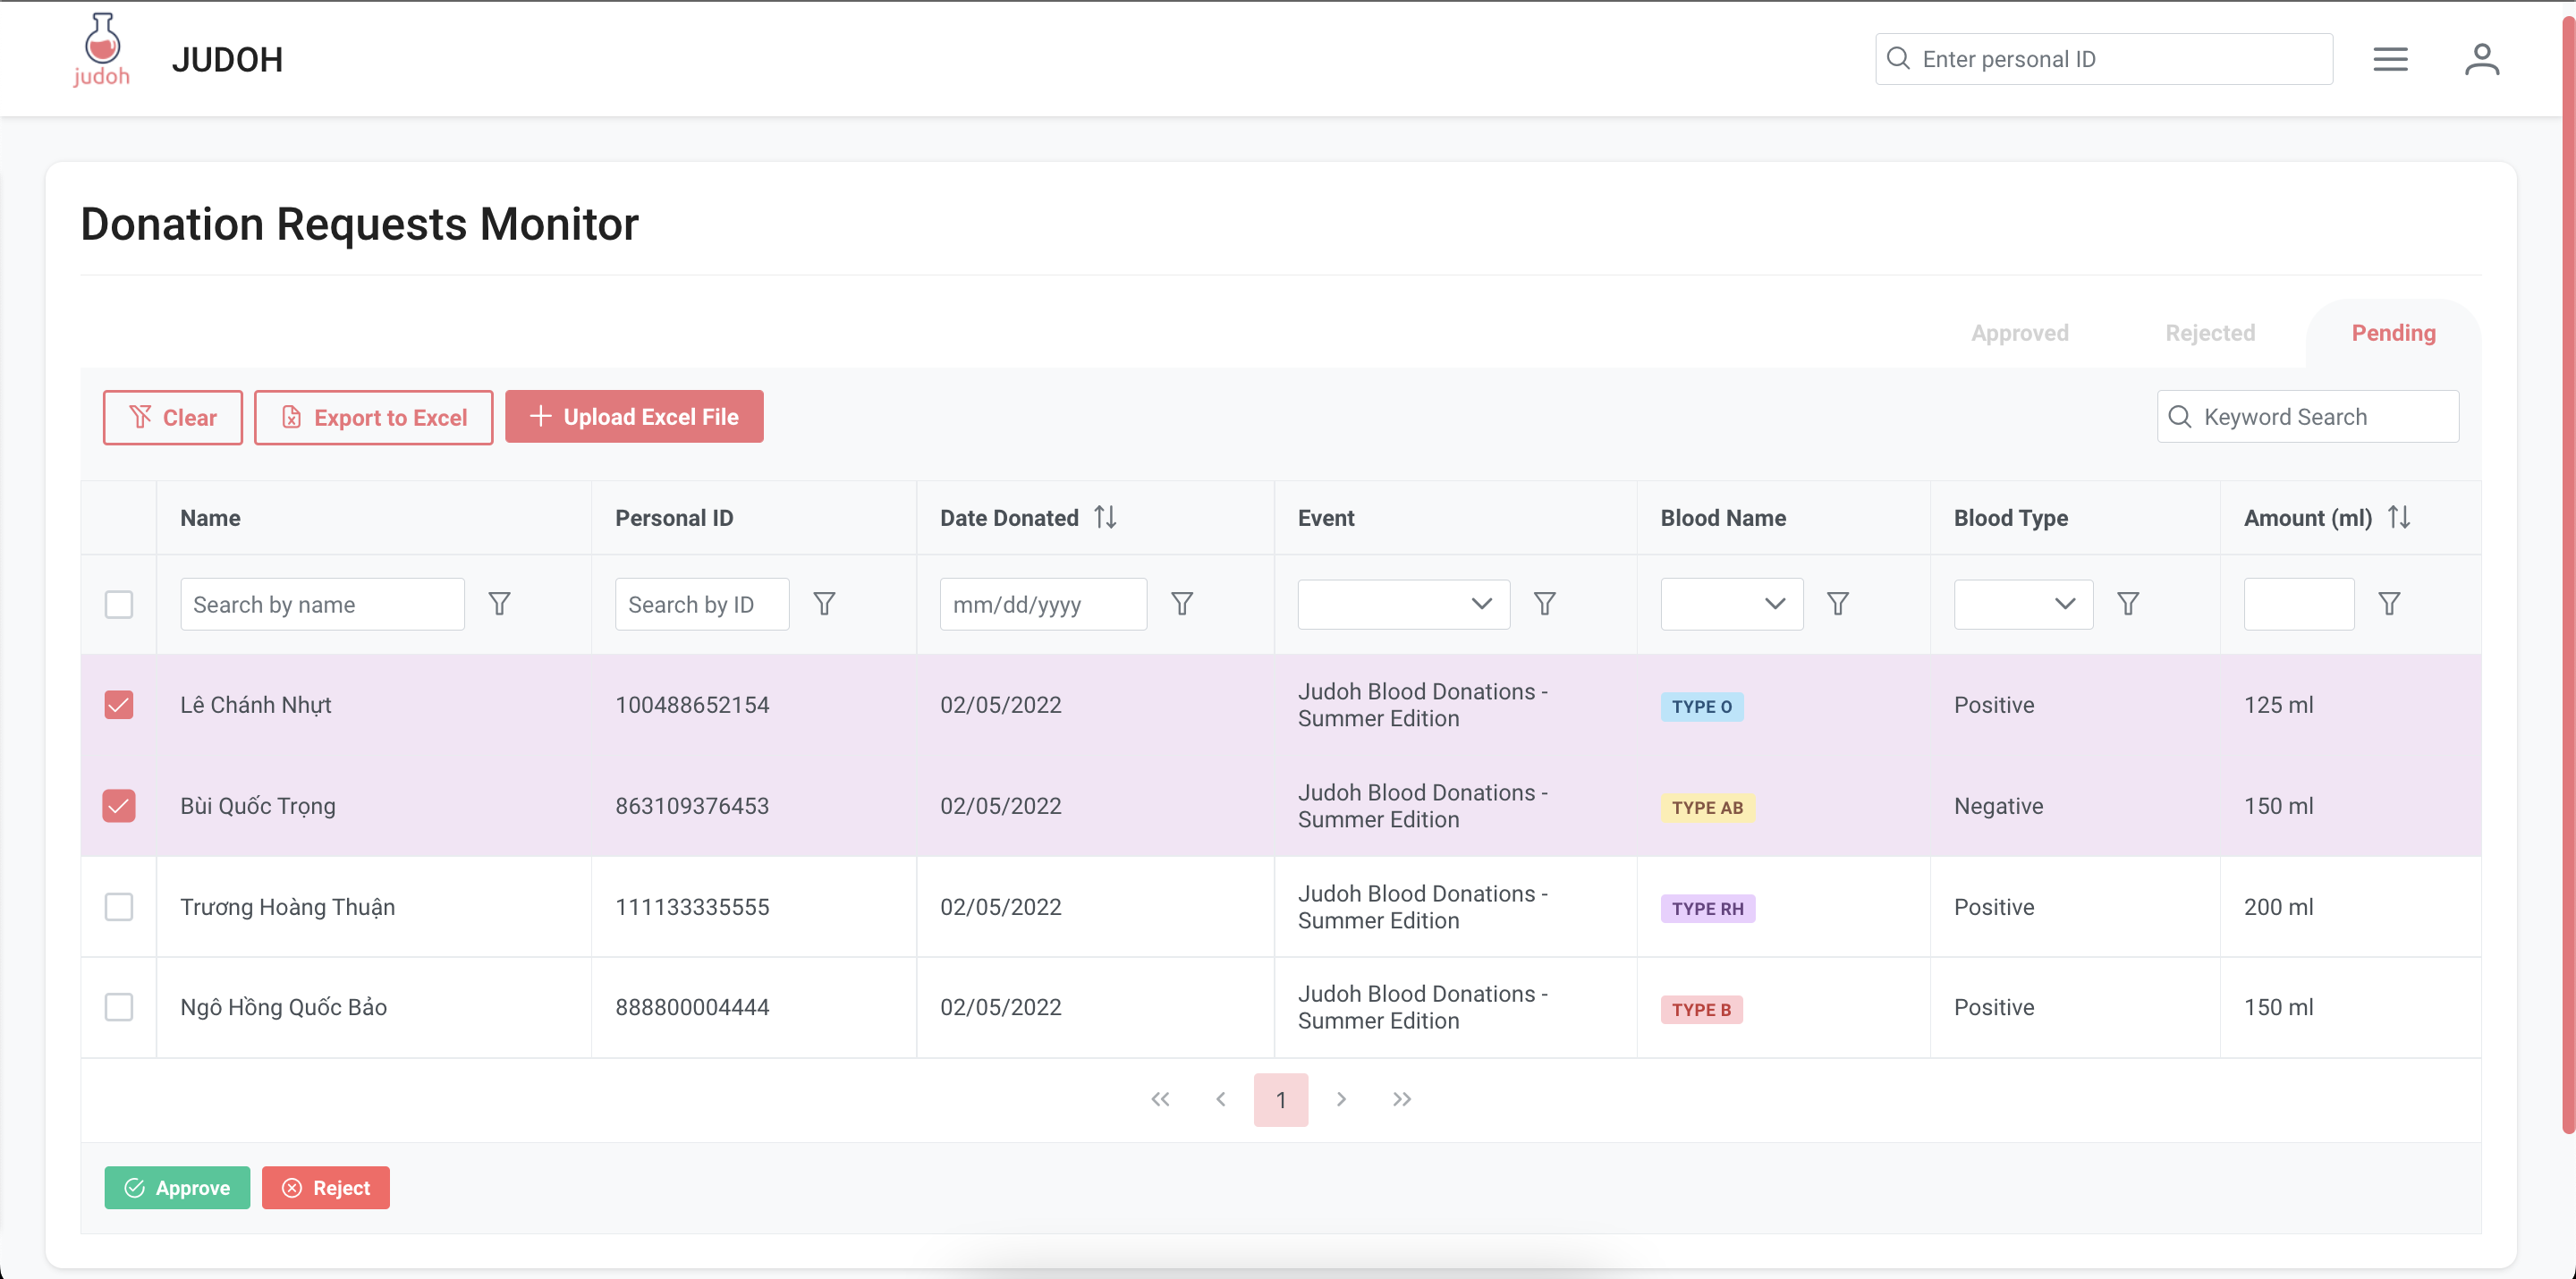 judoh
JUDOH
Enter personal ID
Donation Requests Monitor
Approved
Rejected
Pending
Clear
Export to Excel
Upload Excel File
Keyword Search
Name
Personal ID
Date Donated
Event
Blood Name
Blood Type
Amount (ml)
Search by name
Search by ID
mm/dd/yyyy
Lê Chánh Nhựt
100488652154
02/05/2022
Judoh Blood Donations -
Summer Edition
TYPE O
Positive
125 ml
Bùi Quốc Trọng
863109376453
02/05/2022
Judoh Blood Donations -
Summer Edition
TYPE AB
Negative
150 ml
Trương Hoàng Thuận
111133335555
02/05/2022
Judoh Blood Donations -
Summer Edition
TYPE RH
Positive
200 ml
Ngô Hồng Quốc Bảo
888800004444
02/05/2022
Judoh Blood Donations -
Summer Edition
TYPE B
Positive
150 ml
1
Approve
Reject